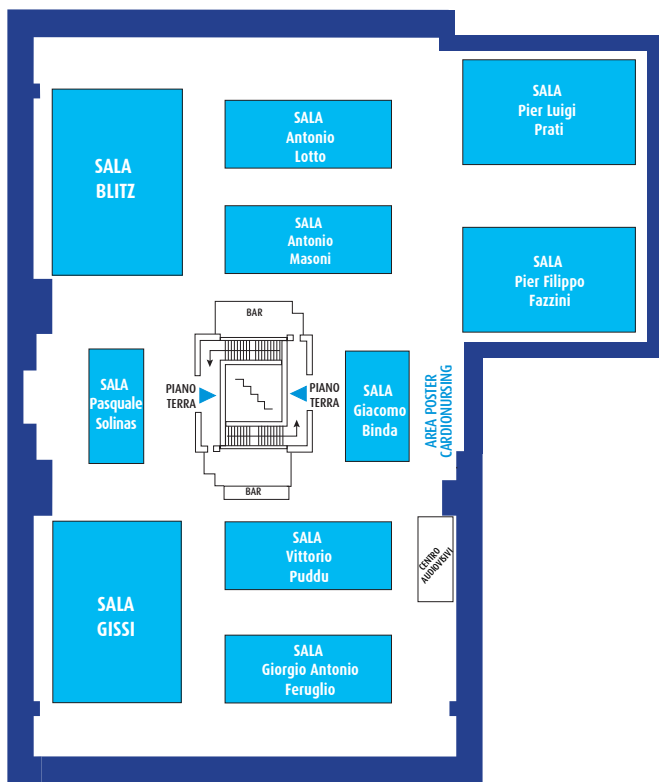 SALA
BLITZ
SALA
Antonio
Lotto
SALA
Pier Luigi
Prati
SALA
Antonio
Masoni
SALA
Pier Filippo
Fazzini
BAR
SALA
Pasquale
Solinas
PIANO
TERRA
PIANO
TERRA
SALA
Giacomo
Binda
AREA POSTER
CARDIONURSING
BAR
SALA
GISSI
SALA
Vittorio
Puddu
CENTRO
AUDIOVISIVI
SALA
Giorgio Antonio
Feruglio